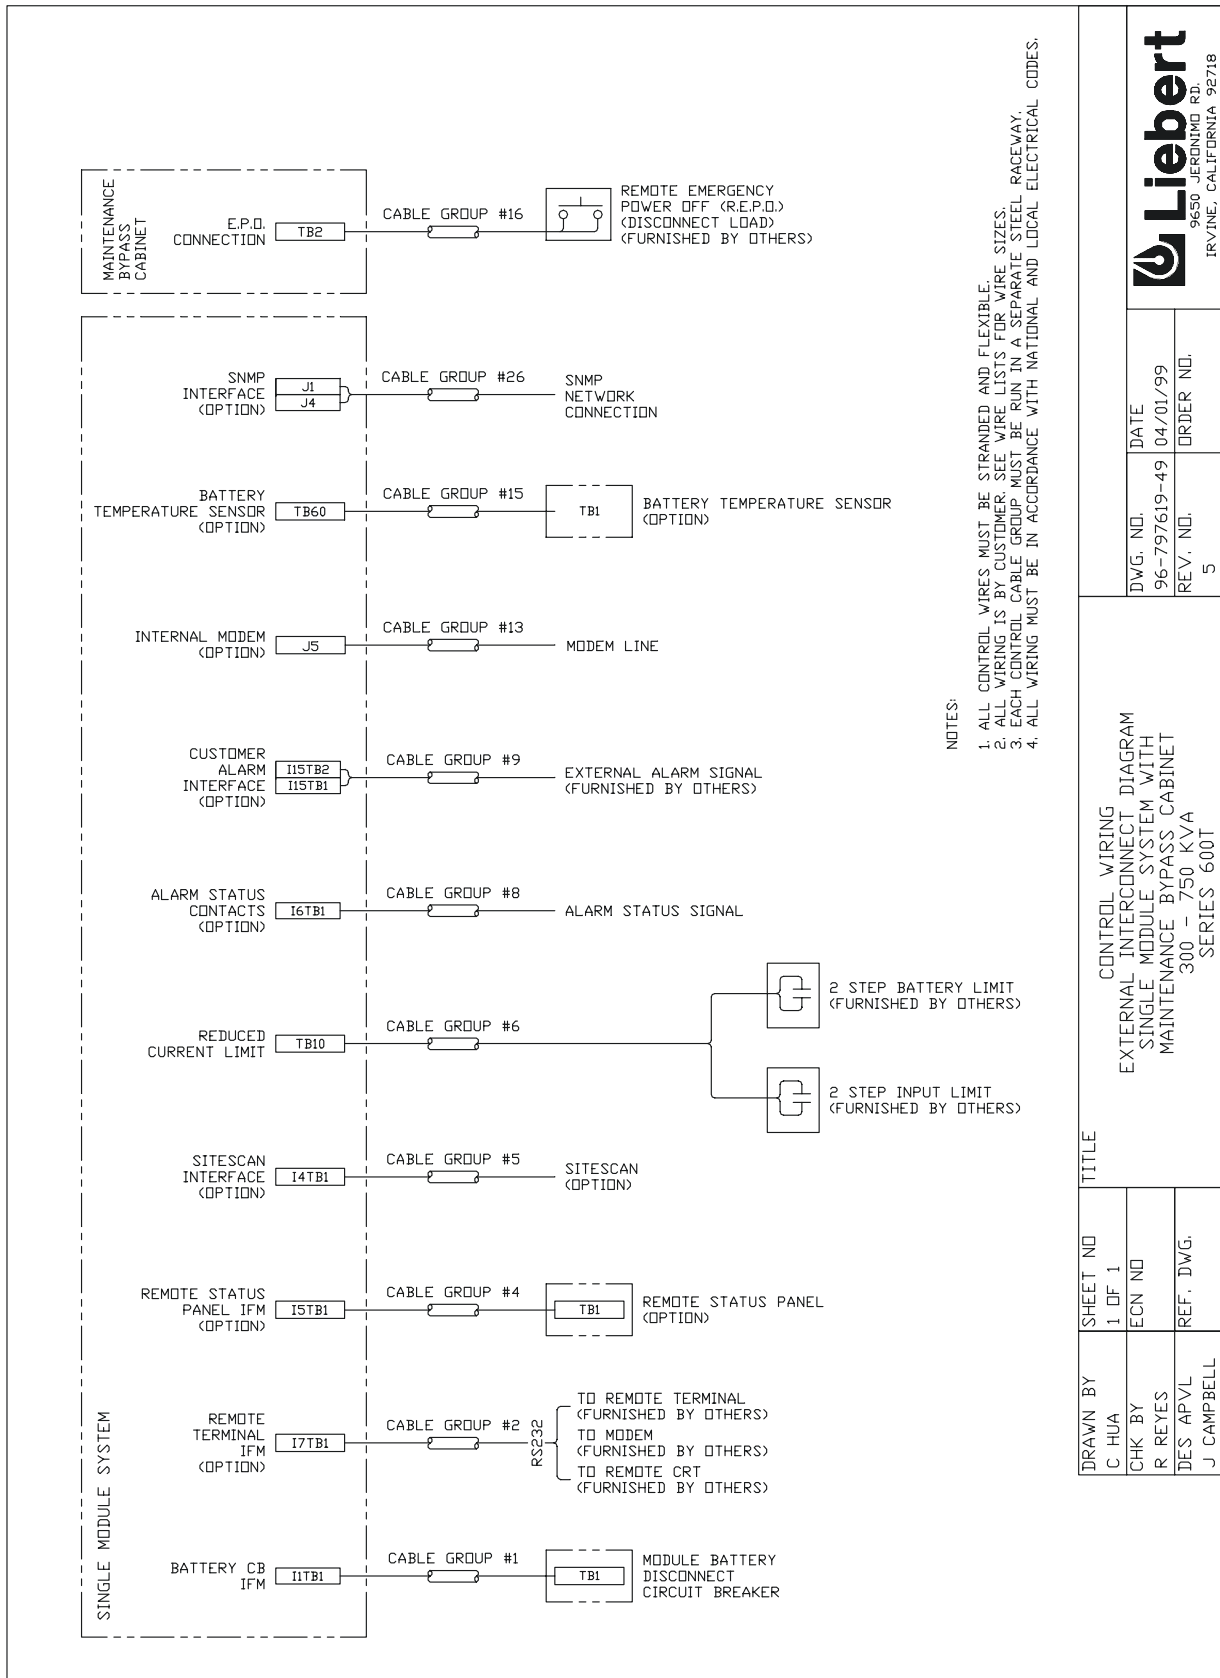 MAINTENANCE
BYPASS
CABINET
E.P.O.
CONNECTION
TB2
CABLE GROUP #16
REMOTE EMERGENCY
POWER OFF (R.E.P.O.)
(DISCONNECT LOAD)
(FURNISHED BY OTHERS)
SNMP
INTERFACE
(OPTION)
J1
J4
CABLE GROUP #26
SNMP
NETWORK
CONNECTION
BATTERY
TEMPERATURE SENSOR
(OPTION)
TB60
CABLE GROUP #15
TB1
BATTERY TEMPERATURE SENSOR
(OPTION)
INTERNAL MODEM
(OPTION)
J5
CABLE GROUP #13
MODEM LINE
CUSTOMER
ALARM
INTERFACE
(OPTION)
I15TB2
I15TB1
CABLE GROUP #9
EXTERNAL ALARM SIGNAL
(FURNISHED BY OTHERS)
ALARM STATUS
CONTACTS
(OPTION)
I6TB1
CABLE GROUP #8
ALARM STATUS SIGNAL
REDUCED
CURRENT LIMIT
TB10
CABLE GROUP #6
2 STEP BATTERY LIMIT
(FURNISHED BY OTHERS)
2 STEP INPUT LIMIT
(FURNISHED BY OTHERS)
SITESCAN
INTERFACE
(OPTION)
I4TB1
CABLE GROUP #5
SITESCAN
(OPTION)
REMOTE STATUS
PANEL IFM
(OPTION)
I5TB1
CABLE GROUP #4
TB1
REMOTE STATUS PANEL
(OPTION)
SINGLE MODULE SYSTEM
REMOTE
TERMINAL
IFM
(OPTION)
I7TB1
CABLE GROUP #2
RS232
TO REMOTE TERMINAL
(FURNISHED BY OTHERS)
TO MODEM
(FURNISHED BY OTHERS)
TO REMOTE CRT
(FURNISHED BY OTHERS)
BATTERY CB
IFM
I1TB1
CABLE GROUP #1
TB1
MODULE BATTERY
DISCONNECT
CIRCUIT BREAKER
NOTES:
1. ALL CONTROL WIRES MUST BE STRANDED AND FLEXIBLE.
2. ALL WIRING IS BY CUSTOMER. SEE WIRE LISTS FOR WIRE SIZES.
3. EACH CONTROL CABLE GROUP MUST BE RUN IN A SEPARATE STEEL RACEWAY.
4. ALL WIRING MUST BE IN ACCORDANCE WITH NATIONAL AND LOCAL ELECTRICAL CODES.
DRAWN BY
C HUA
CHK BY
R REYES
DES APVL
J CAMPBELL
SHEET NO
1 OF 1
ECN NO
REF. DWG.
TITLE
CONTROL WIRING
EXTERNAL INTERCONNECT DIAGRAM
SINGLE MODULE SYSTEM WITH
MAINTENANCE BYPASS CABINET
300 - 750 KVA
SERIES 600T
DWG. NO.
96-797619-49
REV. NO.
5
DATE
04/01/99
ORDER NO.
Liebert
9650 JERONIMO RD.
IRVINE, CALIFORNIA 92718